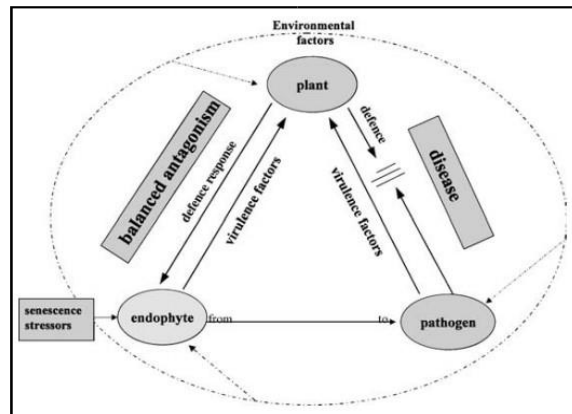 Environmental
factors
plant
balanced antagonism
defence response
virulence factors
virulence factors
defence
disease
senescence
stressors
endophyte
from
to
pathogen